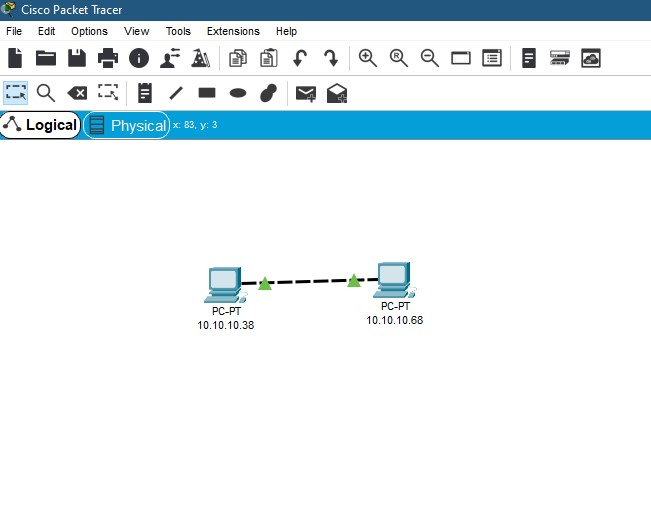 Cisco Packet Tracer
File Edit Options View Tools Extensions Help
Logical Physical x: 83, y: 3
PC-PT
10.10.10.38
PC-PT
10.10.10.68